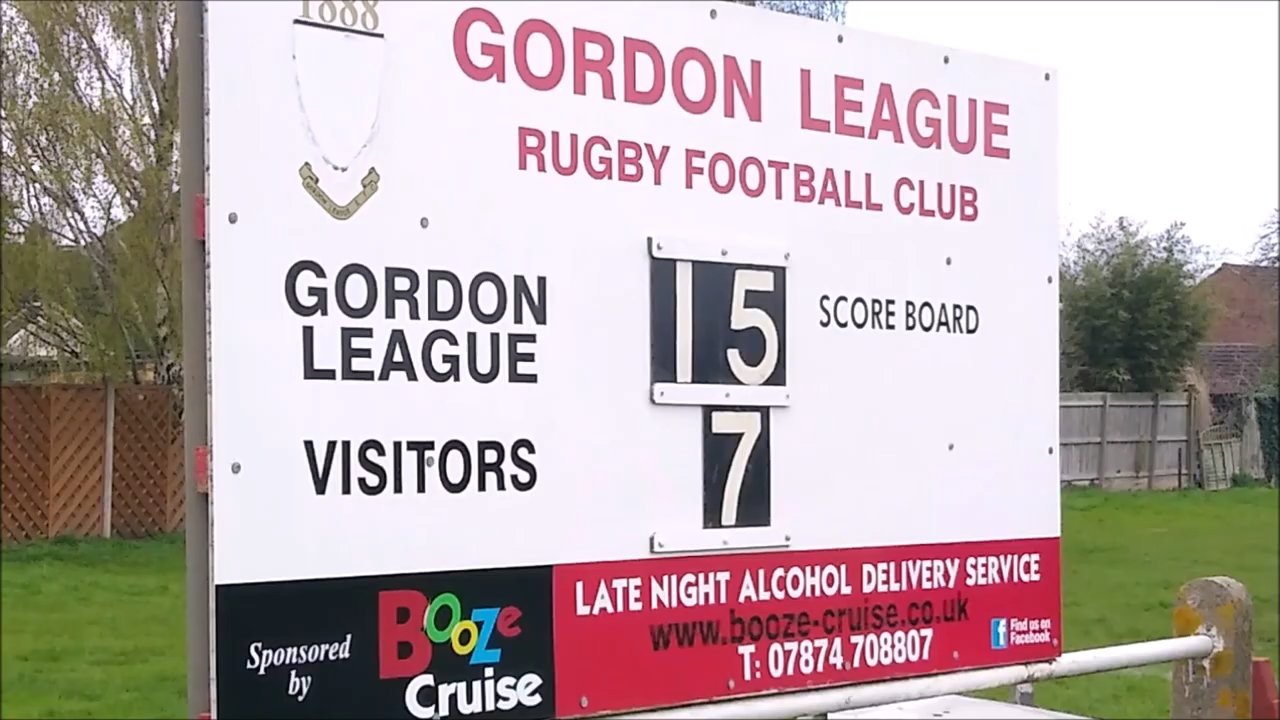 1888
GORDON LEAGUE
RUGBY FOOTBALL CLUB
GORDON
LEAGUE
15
SCORE BOARD
VISITORS
7
Sponsored
by
Booze
Cruise
LATE NIGHT ALCOHOL DELIVERY SERVICE
www.booze-cruise.co.uk
T: 07874 708807
f Find us on
Facebook